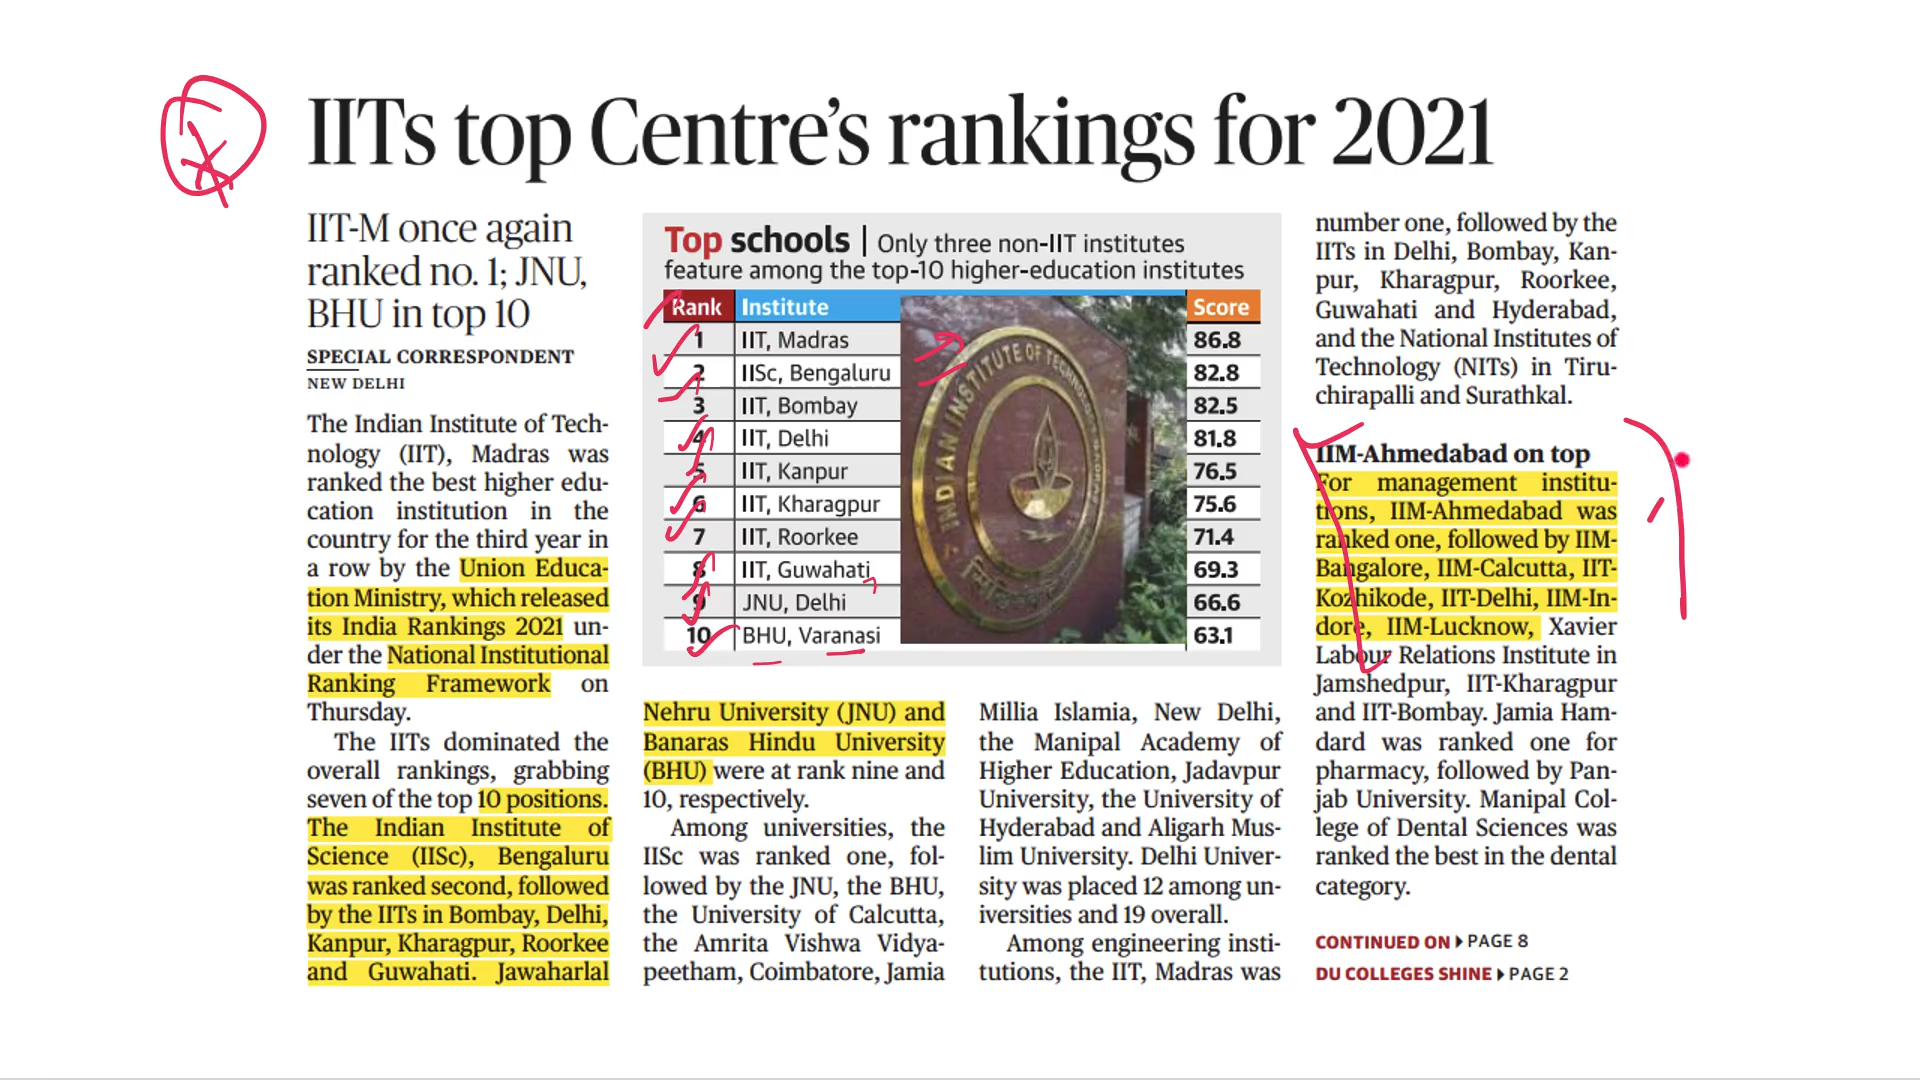 IITs top Centre's rankings for 2021
IIT-M once again
ranked no. 1; JNU,
BHU in top 10
SPECIAL CORRESPONDENT
NEW DELHI
The Indian Institute of Tech-
nology (IIT), Madras was
ranked the best higher edu-
cation institution in the
country for the third year in
a row by the Union Educa-
tion Ministry, which released
its India Rankings 2021 un-
der the National Institutional
Ranking Framework on
Thursday.
The IITs dominated the
overall rankings, grabbing
seven of the top 10 positions.
The Indian Institute of
Science (IISc), Bengaluru
was ranked second, followed
by the IITs in Bombay, Delhi,
Kanpur, Kharagpur, Roorkee
and Guwahati. Jawaharlal
Top schools | Only three non-IIT institutes
feature among the top-10 higher-education institutes
Rank Institute Score
1 IIT, Madras 86.8
2 IISc, Bengaluru 82.8
3 IIT, Bombay 82.5
4 IIT, Delhi 81.8
5 IIT, Kanpur 76.5
6 IIT, Kharagpur 75.6
7 IIT, Roorkee 71.4
8 IIT, Guwahati 69.3
9 JNU, Delhi 66.6
10 BHU, Varanasi 63.1
INDIAN INSTITUTE OF TECHNOLOGY
Nehru University (JNU) and
Banaras Hindu University
(BHU) were at rank nine and
10, respectively.
Among universities, the
IISc was ranked one, fol-
lowed by the JNU, the BHU,
the University of Calcutta,
the Amrita Vishwa Vidya-
peetham, Coimbatore, Jamia
Millia Islamia, New Delhi,
the Manipal Academy of
Higher Education, Jadavpur
University, the University of
Hyderabad and Aligarh Mus-
lim University. Delhi Univer-
sity was placed 12 among un-
iversities and 19 overall.
Among engineering insti-
tutions, the IIT, Madras was
number one, followed by the
IITs in Delhi, Bombay, Kan-
pur, Kharagpur, Roorkee,
Guwahati and Hyderabad,
and the National Institutes of
Technology (NITs) in Tiru-
chirapalli and Surathkal.
IIM-Ahmedabad on top
For management institu-
tions, IIM-Ahmedabad was
ranked one, followed by IIM-
Bangalore, IIM-Calcutta, IIT-
Kozhikode, IIT-Delhi, IIM-In-
dore, IIM-Lucknow, Xavier
Labour Relations Institute in
Jamshedpur, IIT-Kharagpur
and IIT-Bombay. Jamia Ham-
dard was ranked one for
pharmacy, followed by Pan-
jab University. Manipal Col-
lege of Dental Sciences was
ranked the best in the dental
category.
CONTINUED ON PAGE 8
DU COLLEGES SHINE PAGE 2